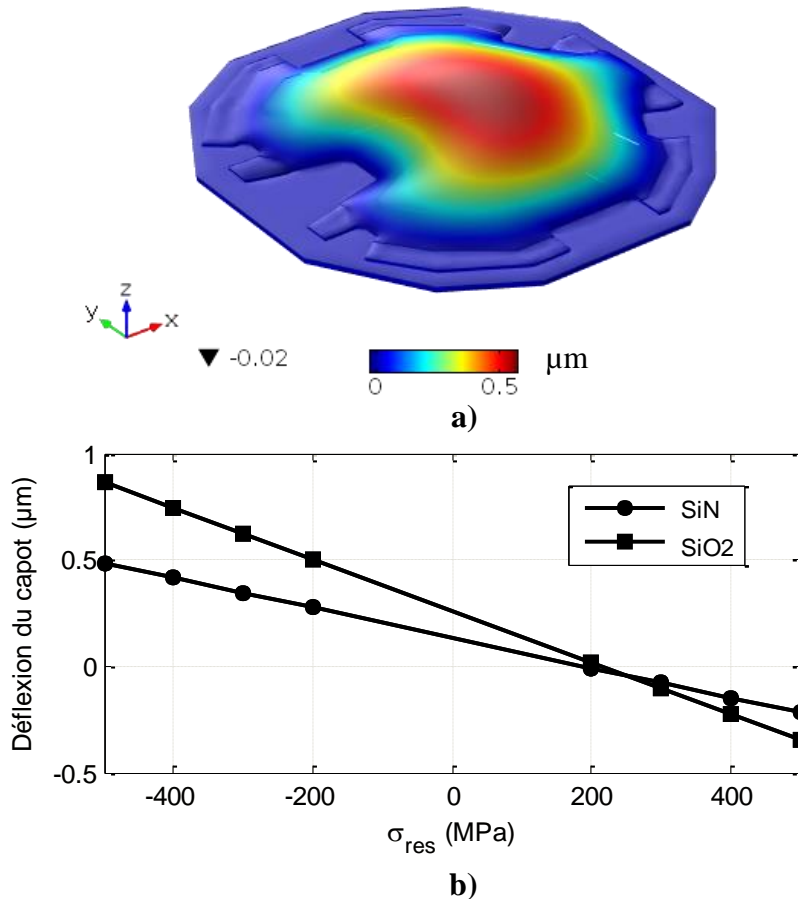 z
y
x
▼ -0.02
µm
0
0.5
a)
1
0.5
0
-0.5
Déflexion du capot (µm)
SiN
SiO2
-400
-200
0
200
400
σres (MPa)
b)